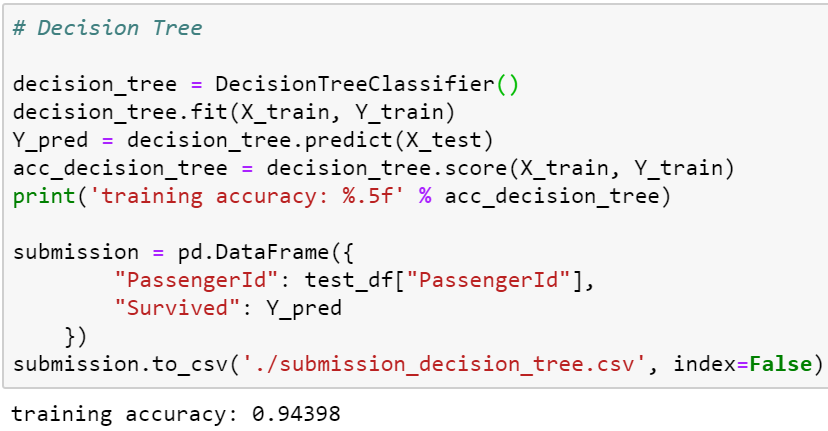 # Decision Tree
decision_tree = DecisionTreeClassifier()
decision_tree.fit(X_train, Y_train)
Y_pred = decision_tree.predict(X_test)
acc_decision_tree = decision_tree.score(X_train, Y_train)
print('training accuracy: %.5f' % acc_decision_tree)
submission = pd.DataFrame({
        "PassengerId": test_df["PassengerId"],
        "Survived": Y_pred
    })
submission.to_csv('./submission_decision_tree.csv', index=False)
training accuracy: 0.94398